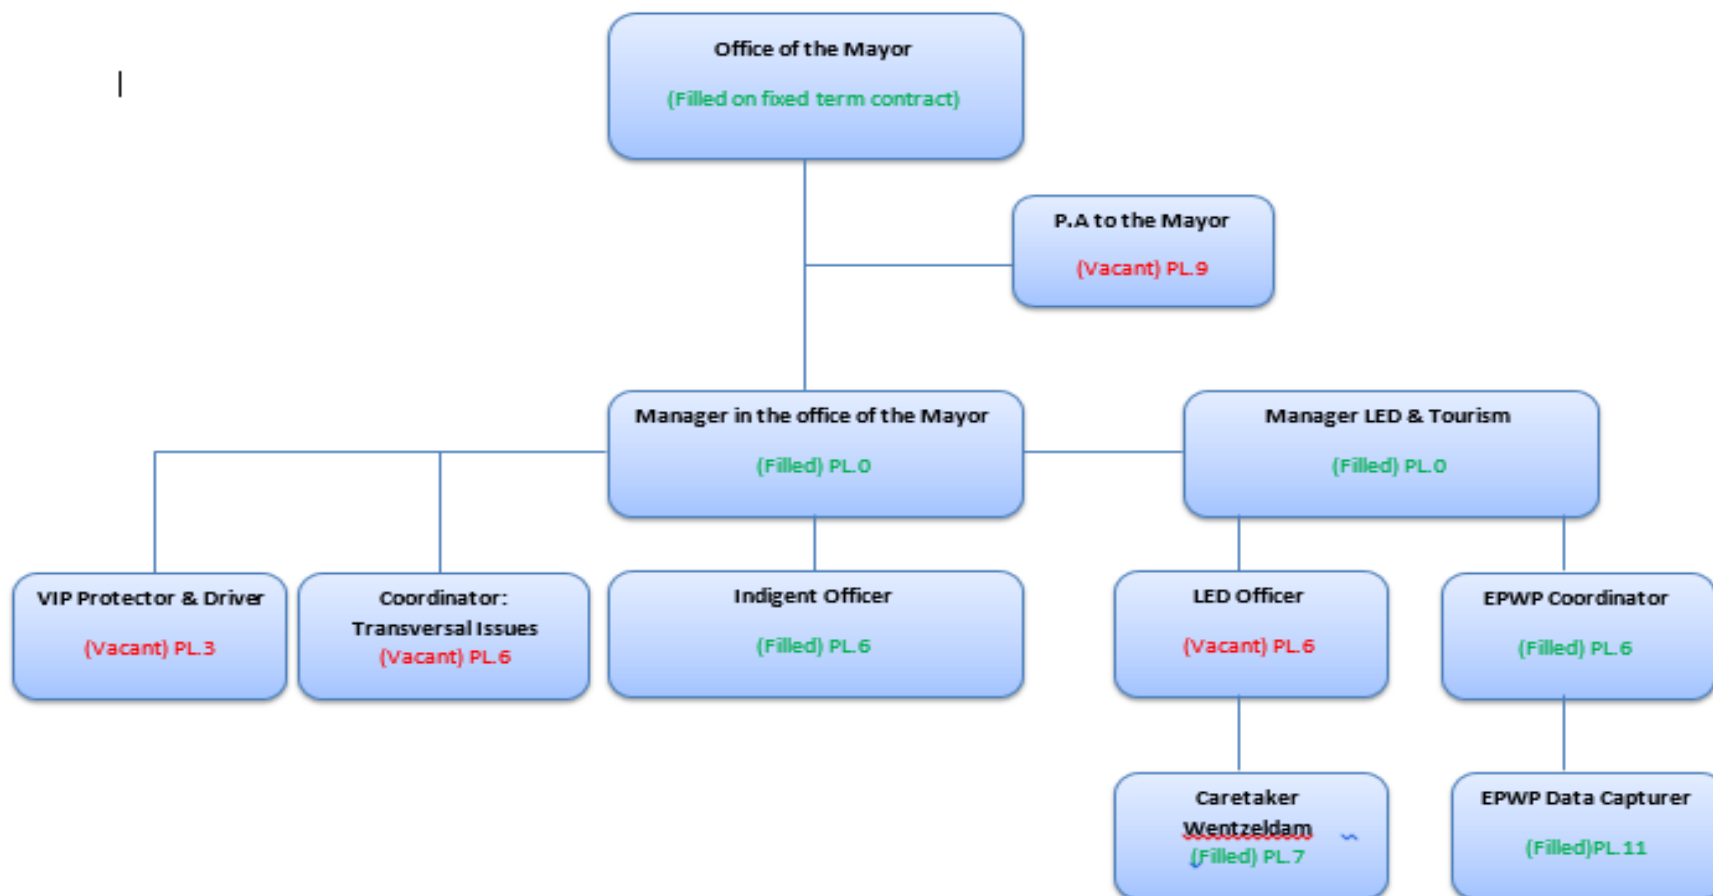 Office of the Mayor
(Filled on fixed term contract)
P.A to the Mayor
(Vacant) PL.9
Manager in the office of the Mayor
(Filled) PL.0
Manager LED & Tourism
(Filled) PL.0
VIP Protector & Driver
(Vacant) PL.3
Coordinator:
Transversal Issues
(Vacant) PL.6
Indigent Officer
(Filled) PL.6
LED Officer
(Vacant) PL.6
EPWP Coordinator
(Filled) PL.6
Caretaker
Wentzeldam
(Filled) PL.7
EPWP Data Capturer
(Filled)PL.11